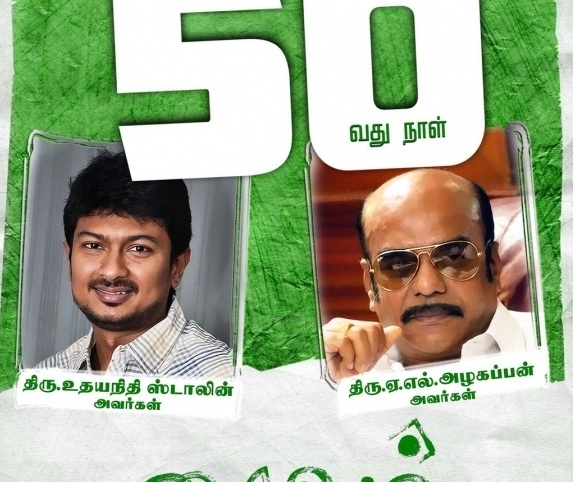 50
வது நாள்
திரு.உதயநிதி ஸ்டாலின்
அவர்கள்
திரு.ஏ.எல்.அழகப்பன்
அவர்கள்